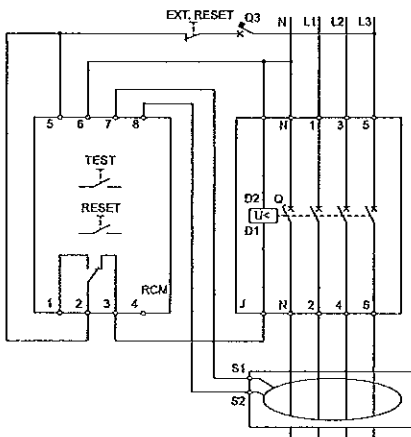 EXT. RESET Q3 N L1 L2 L3
5 6 7 8 N 1 3 5
TEST
RESET
D2 Q
U<
D1
RCM
1 2 3 4 J N 2 4 6
S1
S2